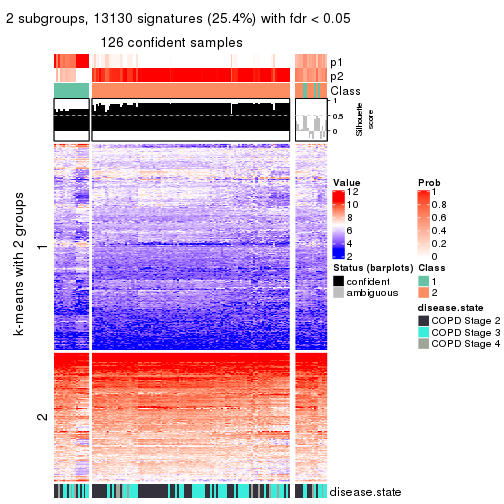 2 subgroups, 13130 signatures (25.4%) with fdr < 0.05
126 confident samples
p1
p2
Class
1
0.5
0
Silhouette
score
k-means with 2 groups
1
2
Value
12
10
8
6
4
2
Prob
1
0.8
0.6
0.4
0.2
0
Status (barplots)
confident
ambiguous
Class
1
2
disease.state
COPD Stage 2
COPD Stage 3
COPD Stage 4
disease.state